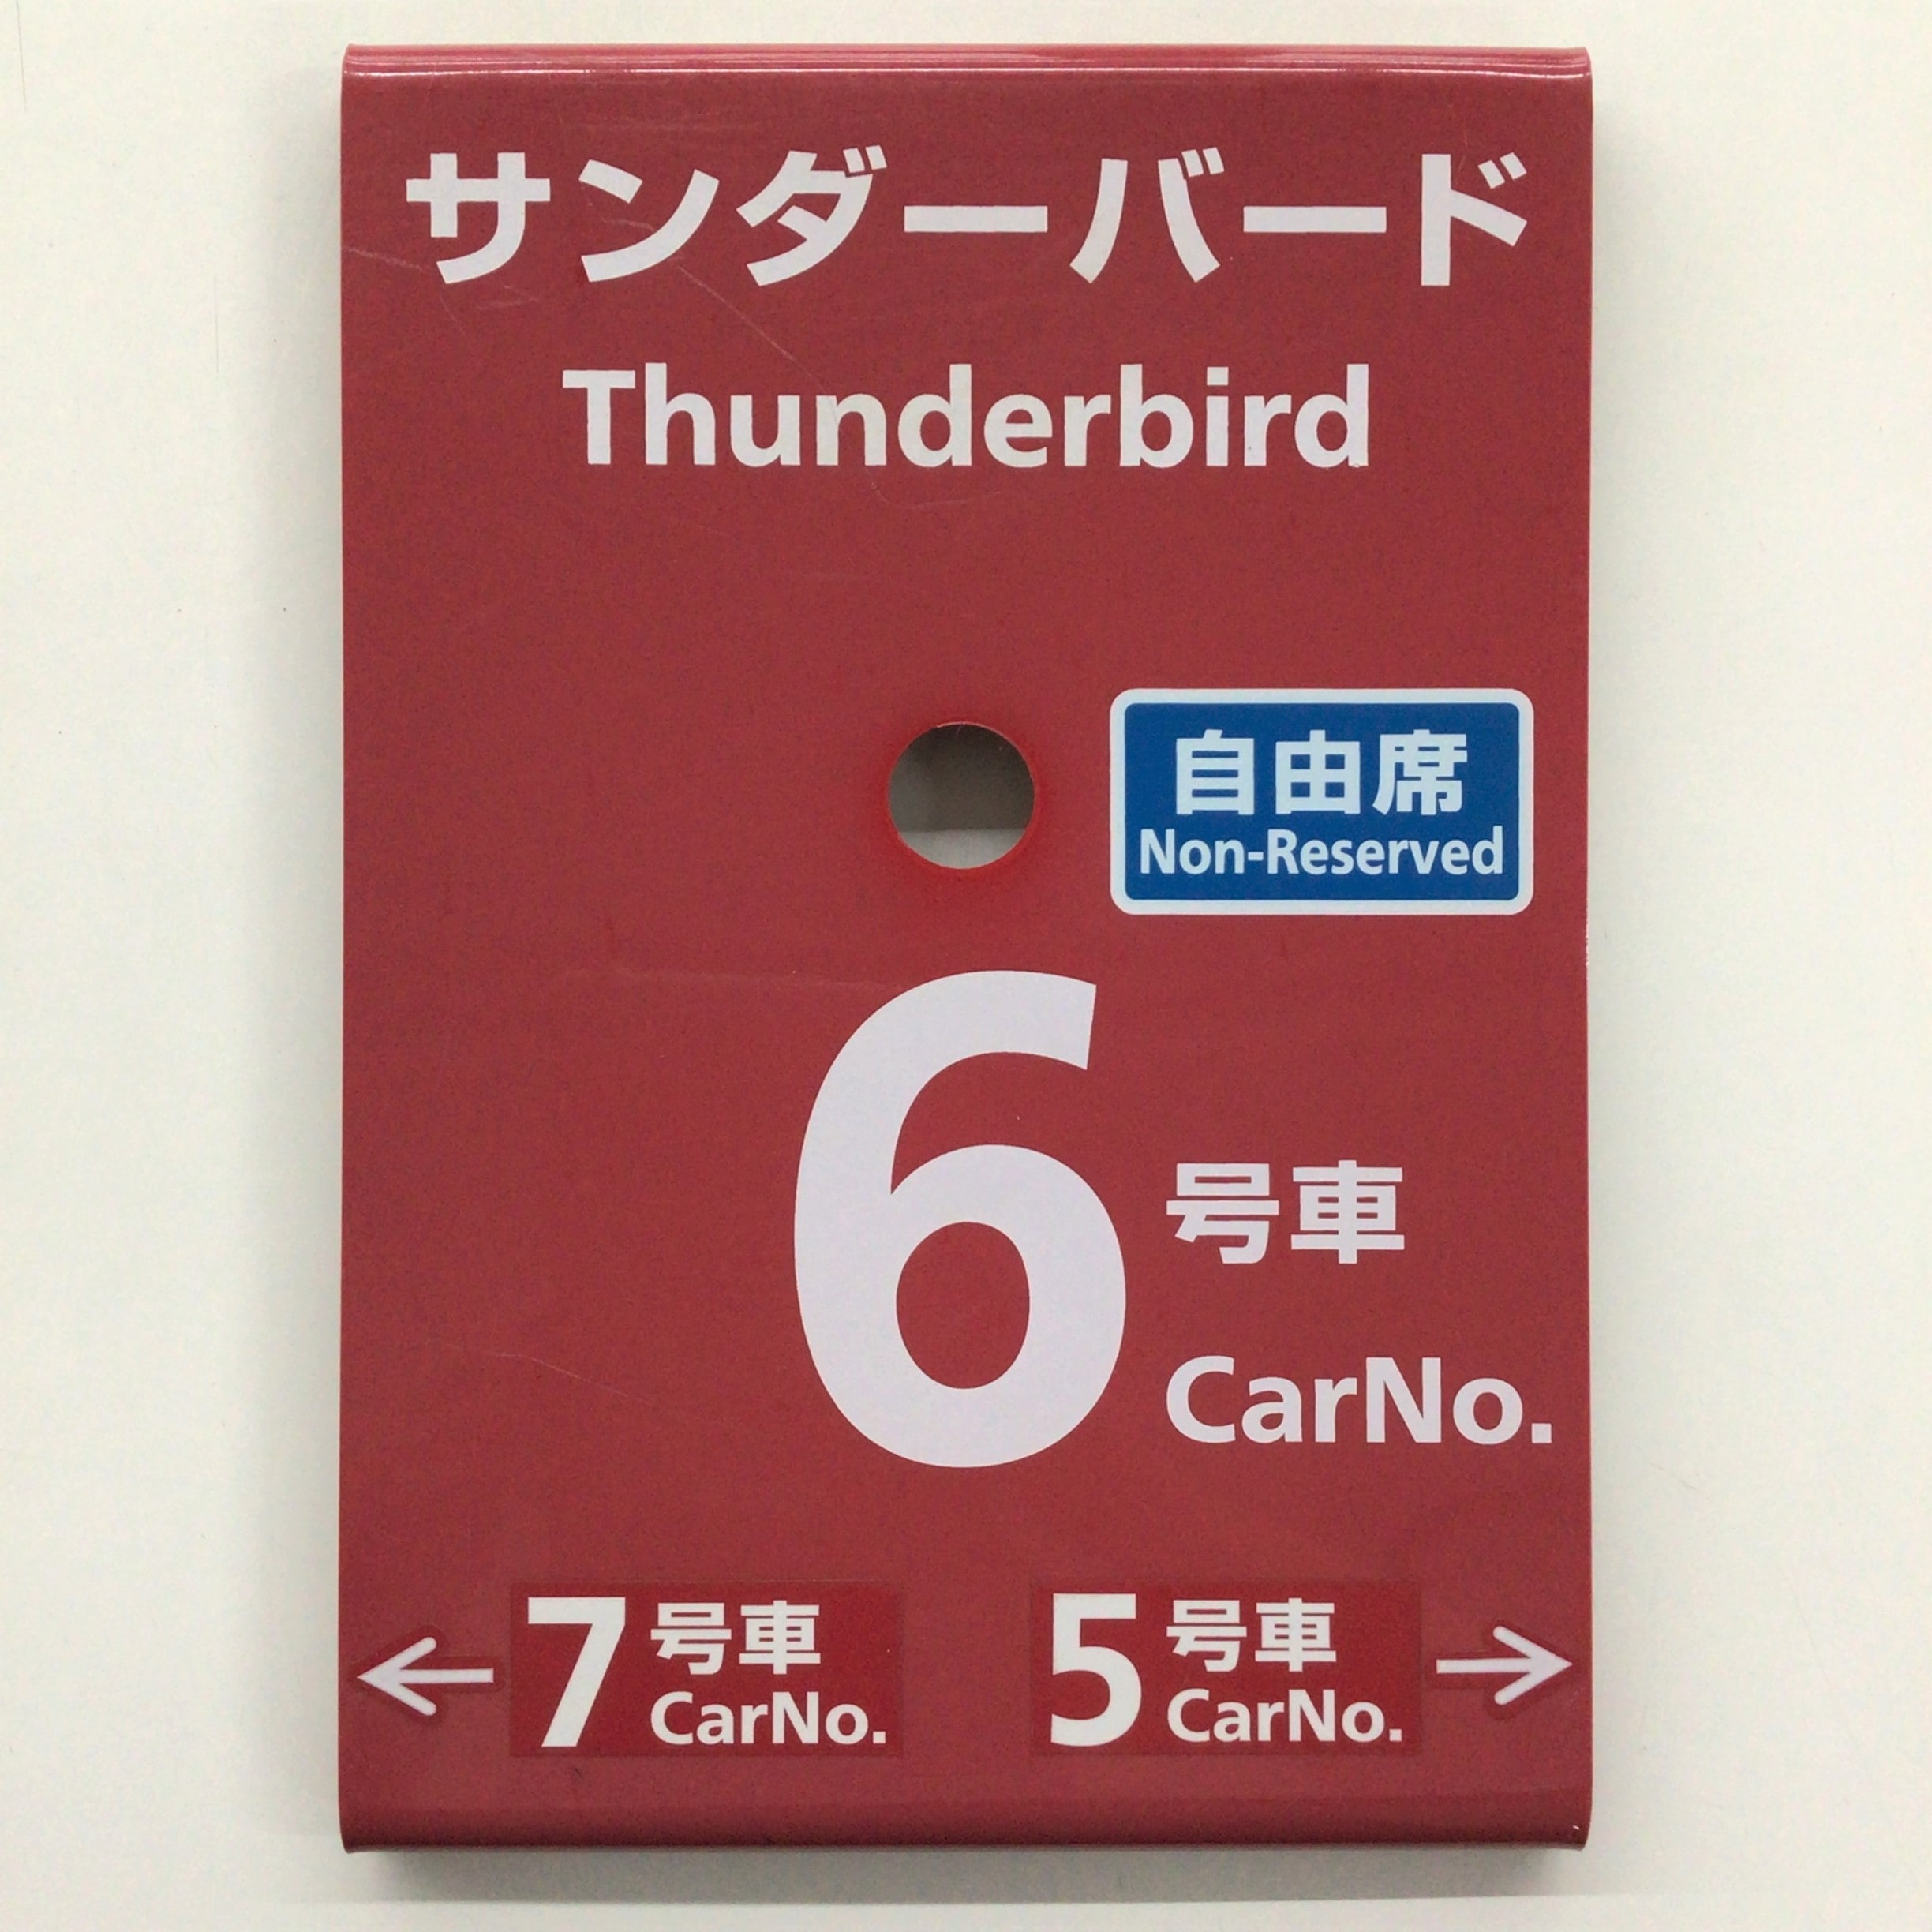 サンダーバード
Thunderbird
自由席
Non-Reserved
6 号車
CarNo.
← 7 号車
CarNo.
5 号車 →
CarNo.